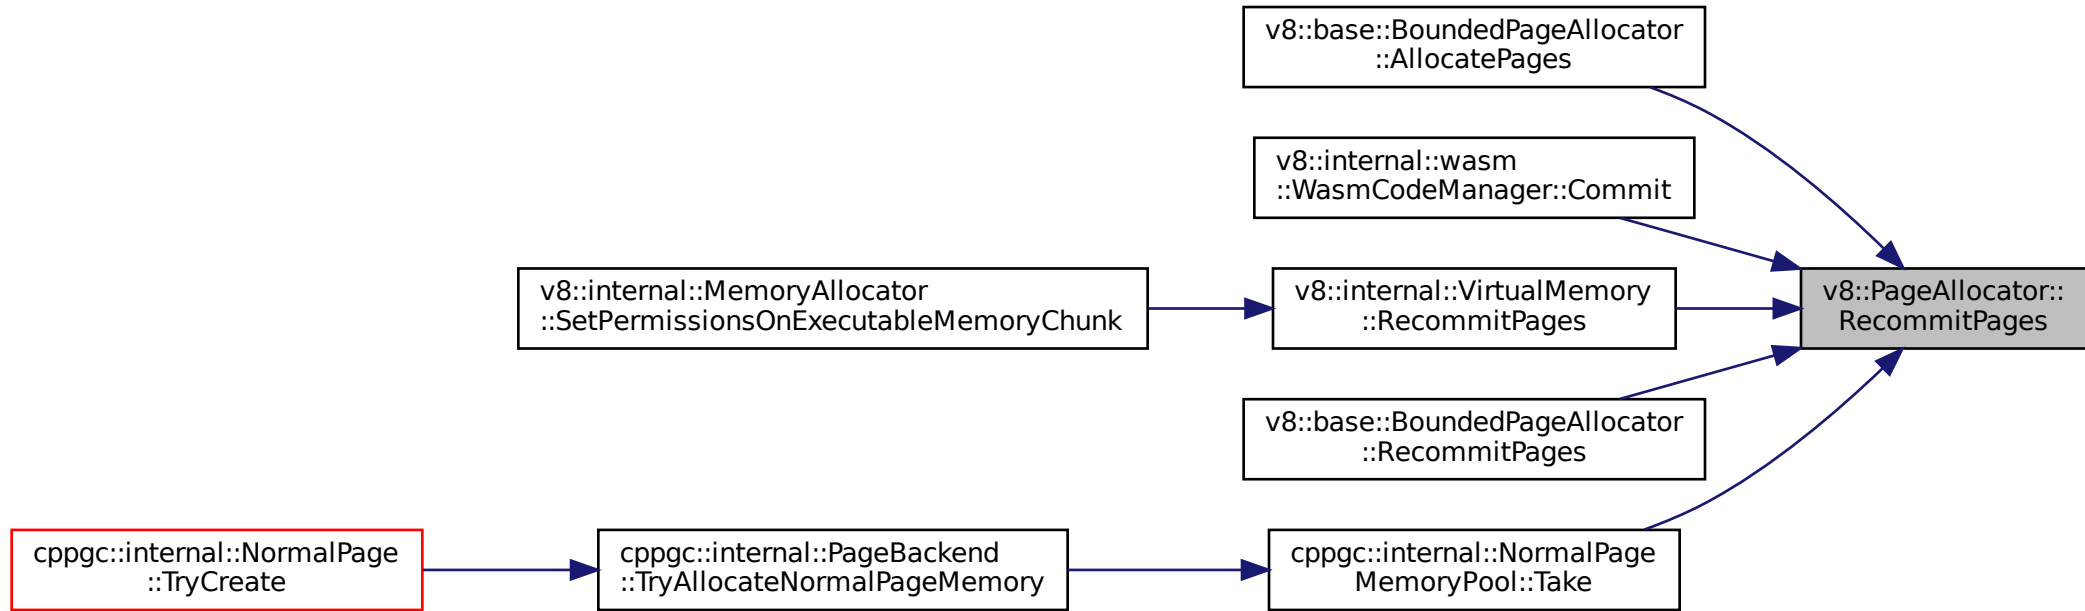 v8::base::BoundedPageAllocator
::AllocatePages
v8::internal::wasm
::WasmCodeManager::Commit
v8::internal::MemoryAllocator
::SetPermissionsOnExecutableMemoryChunk
v8::internal::VirtualMemory
::RecommitPages
v8::PageAllocator::
RecommitPages
v8::base::BoundedPageAllocator
::RecommitPages
cppgc::internal::NormalPage
::TryCreate
cppgc::internal::PageBackend
::TryAllocateNormalPageMemory
cppgc::internal::NormalPage
MemoryPool::Take